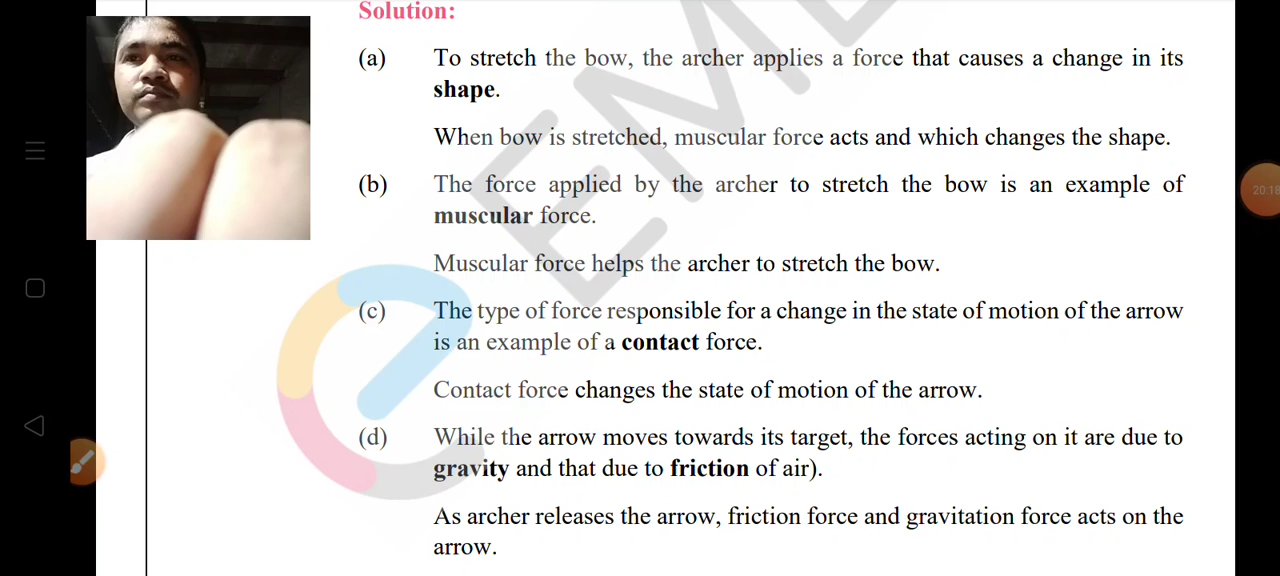 Solution:
(a) To stretch the bow, the archer applies a force that causes a change in its
shape.
When bow is stretched, muscular force acts and which changes the shape.
(b) The force applied by the archer to stretch the bow is an example of
muscular force.
Muscular force helps the archer to stretch the bow.
(c) The type of force responsible for a change in the state of motion of the arrow
is an example of a contact force.
Contact force changes the state of motion of the arrow.
(d) While the arrow moves towards its target, the forces acting on it are due to
gravity and that due to friction of air).
As archer releases the arrow, friction force and gravitation force acts on the
arrow.
20:18